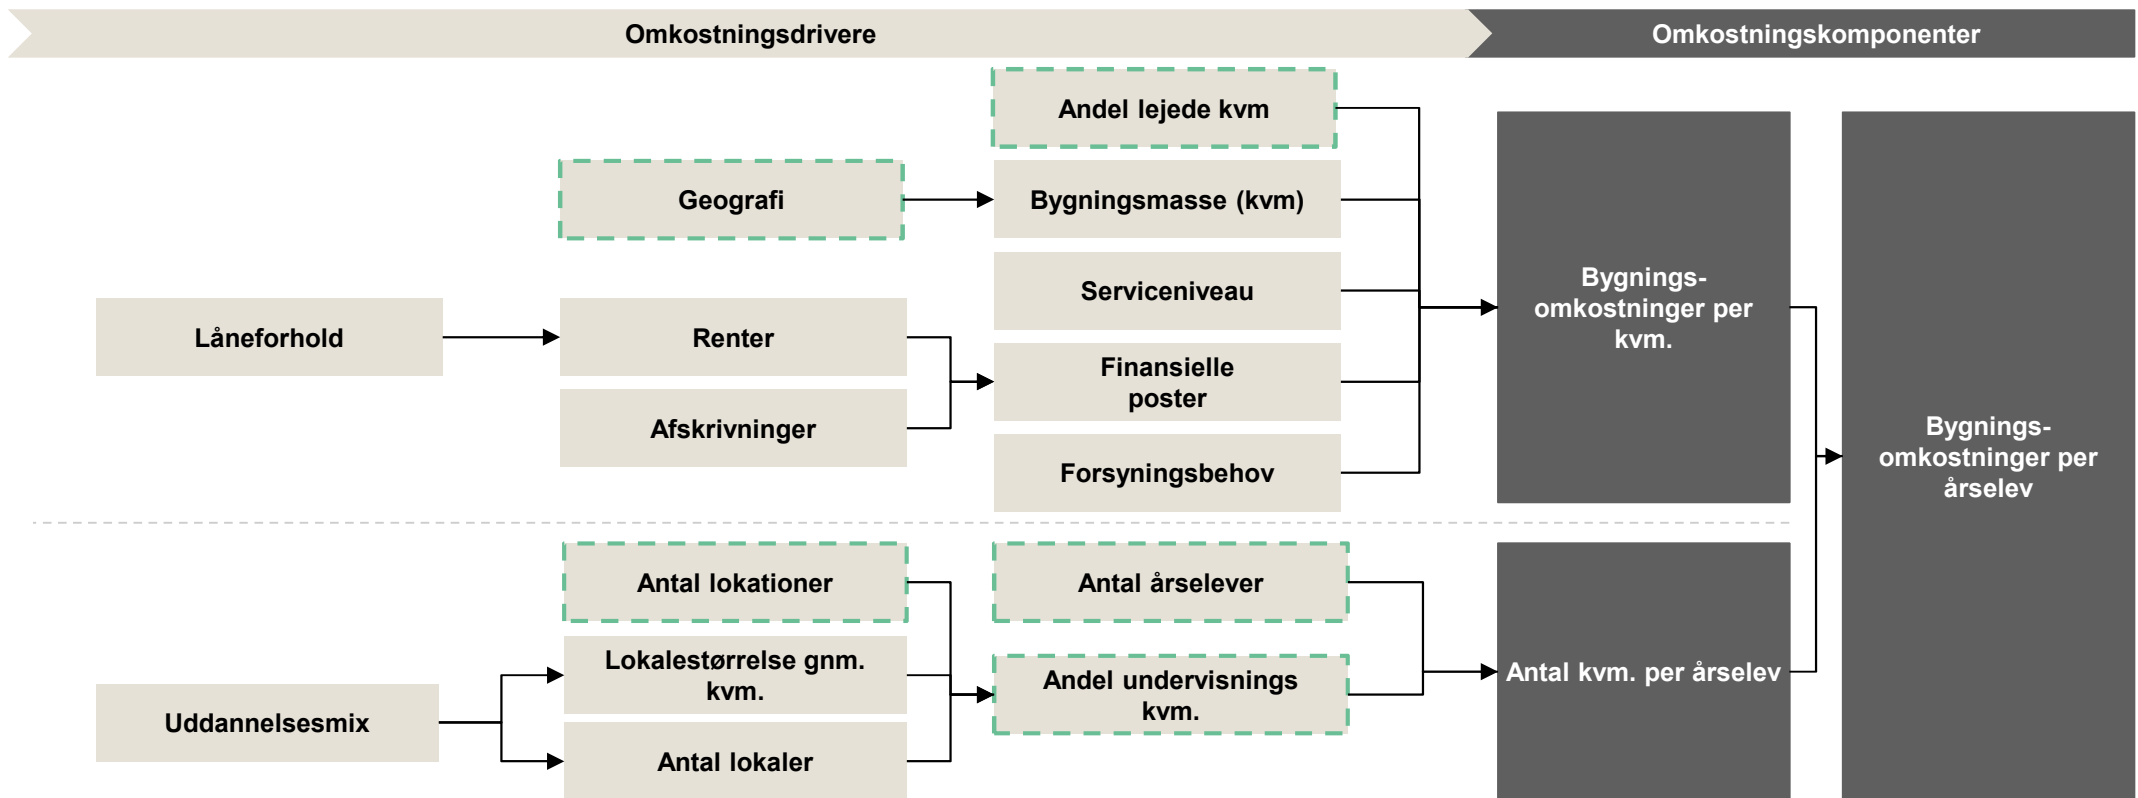 Omkostningsdrivere
Omkostningskomponenter
Andel lejede kvm
Geografi
Bygningsmasse (kvm)
Serviceniveau
Låneforhold
Renter
Finansielle
poster
Afskrivninger
Forsyningsbehov
Bygnings-
omkostninger per
kvm.
Bygnings-
omkostninger per
årselev
Antal lokationer
Antal årselever
Lokalestørrelse gnm.
kvm.
Andel undervisnings
kvm.
Uddannelsesmix
Antal lokaler
Antal kvm. per årselev